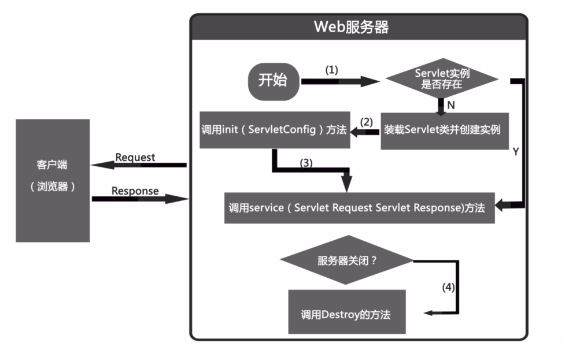 Web服务器
开始
(1)
Servlet实例
是否存在
N
(2)
装载Servlet类并创建实例
调用init（ServletConfig）方法
Y
(3)
客户端
（浏览器）
Request
Response
调用service（Servlet Request Servlet Response)方法
服务器关闭？
(4)
调用Destroy的方法